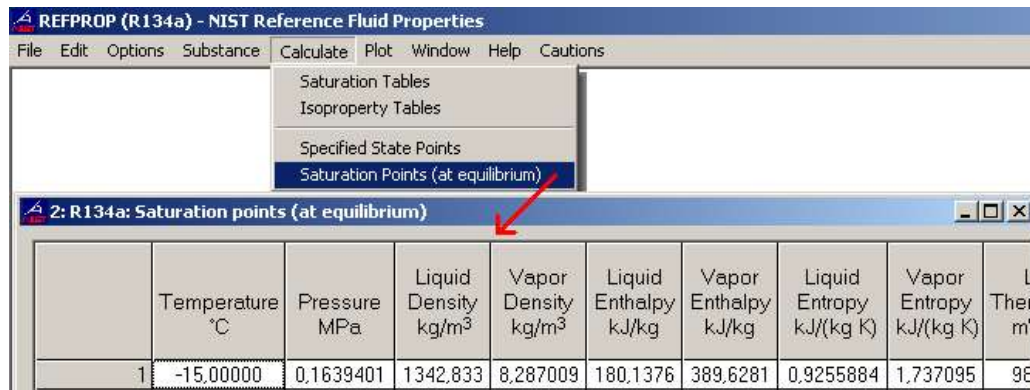 REFPROP (R134a) - NIST Reference Fluid Properties
File Edit Options Substance Calculate Plot Window Help Cautions
Saturation Tables
Isoproperty Tables
Specified State Points
Saturation Points (at equilibrium)
2: R134a: Saturation points (at equilibrium)
Temperature °C Pressure MPa Liquid Density kg/m³ Vapor Density kg/m³ Liquid Enthalpy kJ/kg Vapor Enthalpy kJ/kg Liquid Entropy kJ/(kg K) Vapor Entropy kJ/(kg K)
1 -15,00000 0,1639401 1342,833 8,287009 180,1376 389,6281 0,9255884 1,737095